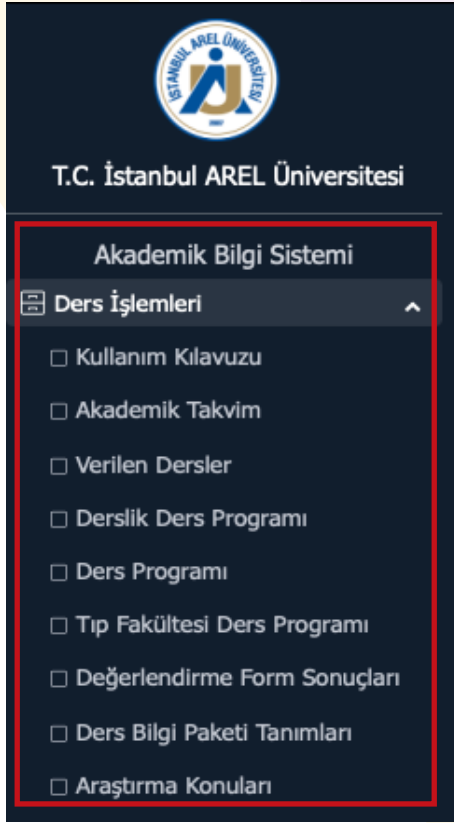 İSTANBUL AREL ÜNİVERSİTESİ
2007
T.C. İstanbul AREL Üniversitesi
Akademik Bilgi Sistemi
Ders İşlemleri
Kullanım Kılavuzu
Akademik Takvim
Verilen Dersler
Derslik Ders Programı
Ders Programı
Tıp Fakültesi Ders Programı
Değerlendirme Form Sonuçları
Ders Bilgi Paketi Tanımları
Araştırma Konuları